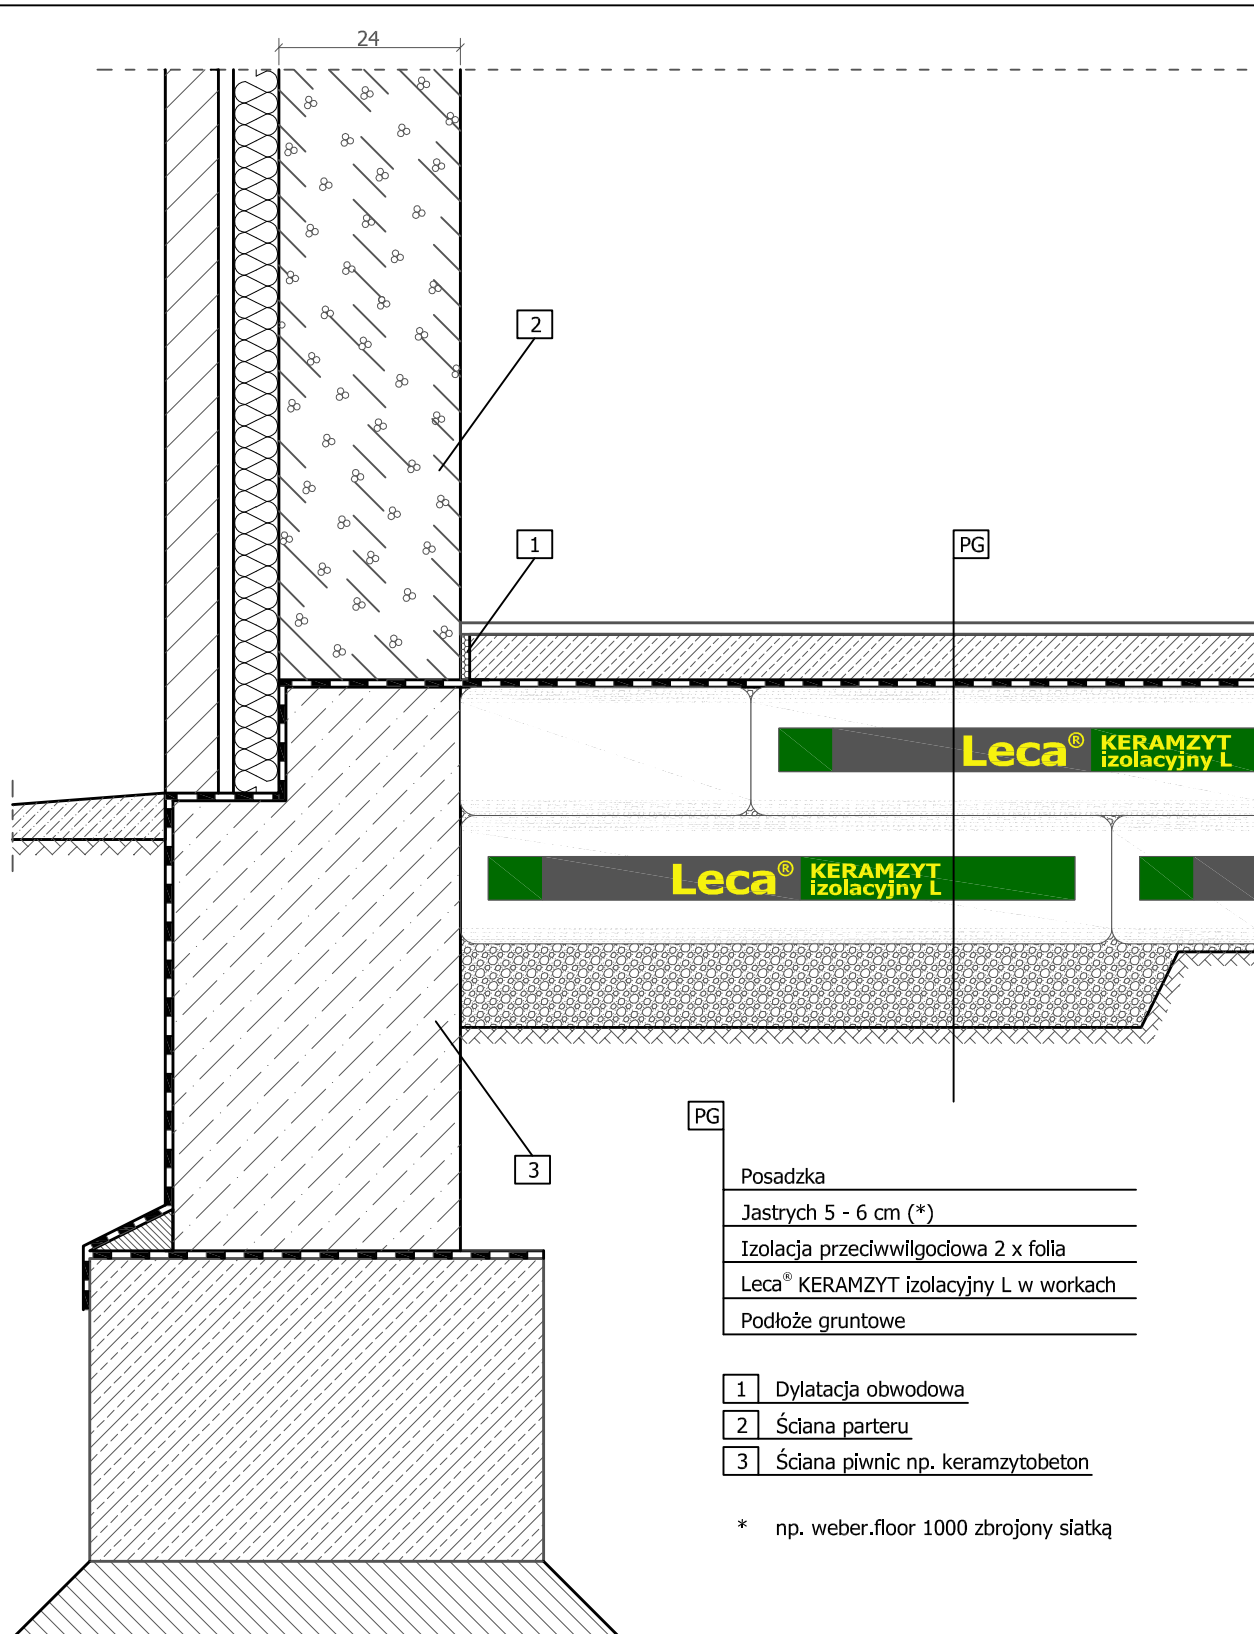 24
2
1
PG
Leca® KERAMZYT
izolacyjny L
Leca® KERAMZYT
izolacyjny L
3
PG
Posadzka
Jastrych 5 - 6 cm (*)
Izolacja przeciwwilgociowa 2 x folia
Leca® KERAMZYT izolacyjny L w workach
Podłoże gruntowe
1 Dylatacja obwodowa
2 Ściana parteru
3 Ściana piwnic np. keramzytobeton
* np. weber.floor 1000 zbrojony siatką